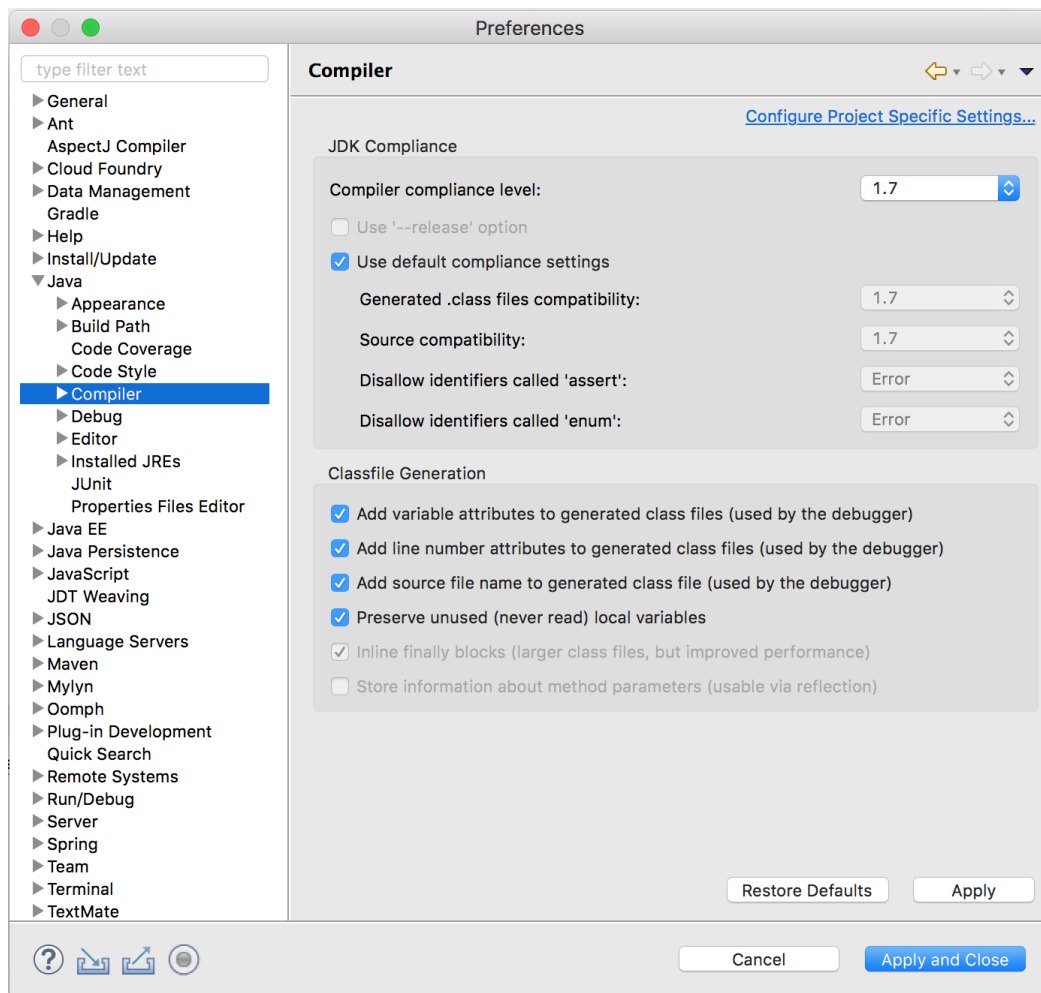 Preferences
type filter text
General
Ant
AspectJ Compiler
Cloud Foundry
Data Management
Gradle
Help
Install/Update
Java
Appearance
Build Path
Code Coverage
Code Style
Compiler
Debug
Editor
Installed JREs
JUnit
Properties Files Editor
Java EE
Java Persistence
JavaScript
JDT Weaving
JSON
Language Servers
Maven
Mylyn
Oomph
Plug-in Development
Quick Search
Remote Systems
Run/Debug
Server
Spring
Team
Terminal
TextMate
Compiler
Configure Project Specific Settings...
JDK Compliance
Compiler compliance level: 1.7
Use '--release' option
Use default compliance settings
Generated .class files compatibility: 1.7
Source compatibility: 1.7
Disallow identifiers called 'assert': Error
Disallow identifiers called 'enum': Error
Classfile Generation
Add variable attributes to generated class files (used by the debugger)
Add line number attributes to generated class files (used by the debugger)
Add source file name to generated class file (used by the debugger)
Preserve unused (never read) local variables
Inline finally blocks (larger class files, but improved performance)
Store information about method parameters (usable via reflection)
Restore Defaults Apply
? Cancel Apply and Close